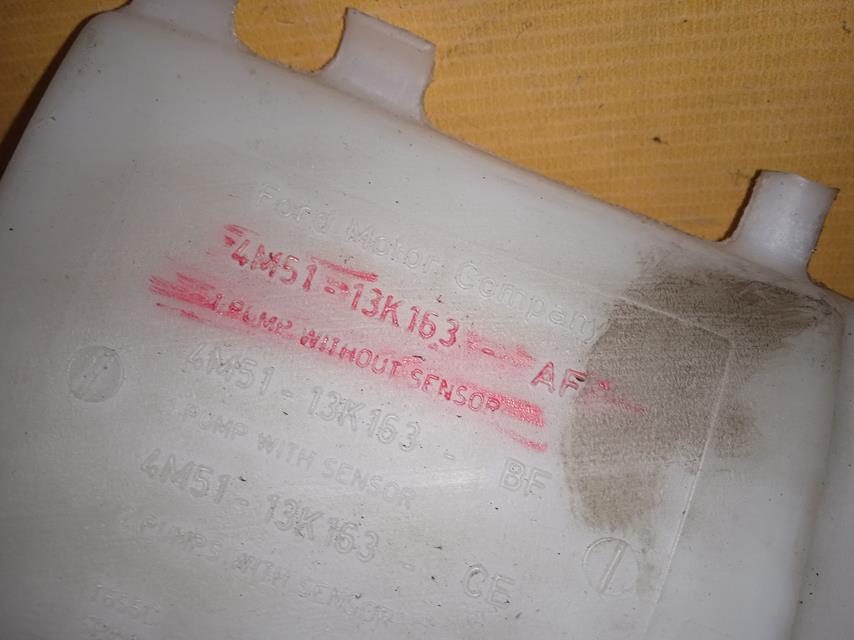 Ford Motor Company
4M51-13K163 - AF
1 PUMP WITHOUT SENSOR
4M51-13K163 - BF
PUMP WITH SENSOR
4M51-13K163 - CE
2 PUMPS WITH SENSOR